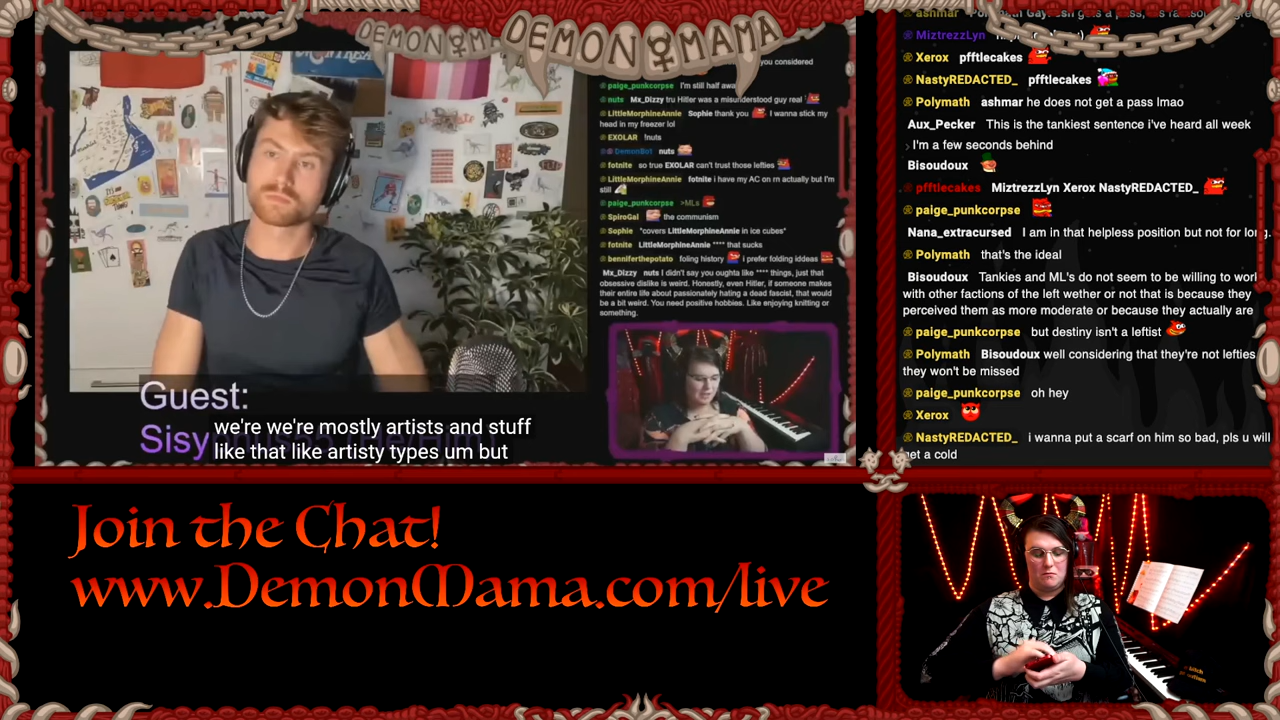 DEMON MAMA
DEMON MAMA
you considered
paige_punkcorpse I'm still half awa
nuts Mx_Dizzy tru Hitler was a misunderstood guy real
LittleMorphineAnnie Sophie thank you I wanna stick my
head in my freezer lol
EXOLAR !nuts
DemonBot nuts
fotnite so true EXOLAR can't trust those lefties
LittleMorphineAnnie fotnite i have my AC on rn actually but I'm
still
paige_punkcorpse >MLs
SpiroGal the communism
Sophie *covers LittleMorphineAnnie in ice cubes*
fotnite LittleMorphineAnnie **** that sucks
benniferthepotato foling history i prefer folding iddeas
Mx_Dizzy nuts I didn't say you oughta like **** things, just that
obsessive dislike is weird. Honestly, even Hitler, if someone makes
their entire life about passionately hating a dead fascist, that would
be a bit weird. You need positive hobbies. Like enjoying knitting or
something.
Guest:
Sisy
we're we're mostly artists and stuff
like that like artisty types um but
ashmar
MiztrezzLyn
Xerox pfftlecakes
NastyREDACTED_ pfftlecakes
Polymath ashmar he does not get a pass lmao
Aux_Pecker This is the tankiest sentence i've heard all week
› I'm a few seconds behind
Bisoudoux
pfftlecakes MiztrezzLyn Xerox NastyREDACTED_
paige_punkcorpse
Nana_extracursed I am in that helpless position but not for long.
Polymath that's the ideal
Bisoudoux Tankies and ML's do not seem to be willing to work
with other factions of the left wether or not that is because they
perceived them as more moderate or because they actually are
paige_punkcorpse but destiny isn't a leftist
Polymath Bisoudoux well considering that they're not lefties
they won't be missed
paige_punkcorpse oh hey
Xerox
NastyREDACTED_ i wanna put a scarf on him so bad, pls u will
get a cold
Join the Chat!
www.DemonMama.com/live